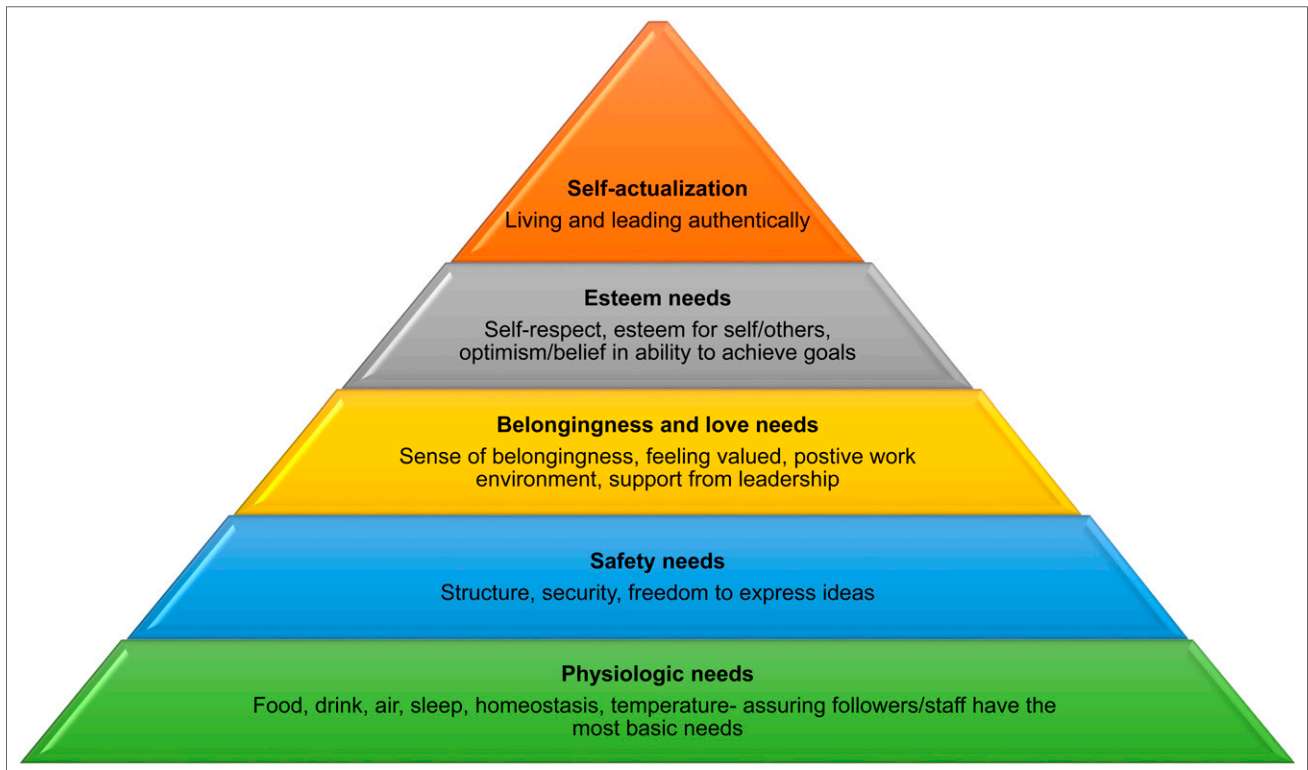 Self-actualization
Living and leading authentically
Esteem needs
Self-respect, esteem for self/others,
optimism/belief in ability to achieve goals
Belongingness and love needs
Sense of belongingness, feeling valued, postive work
environment, support from leadership
Safety needs
Structure, security, freedom to express ideas
Physiologic needs
Food, drink, air, sleep, homeostasis, temperature- assuring followers/staff have the
most basic needs